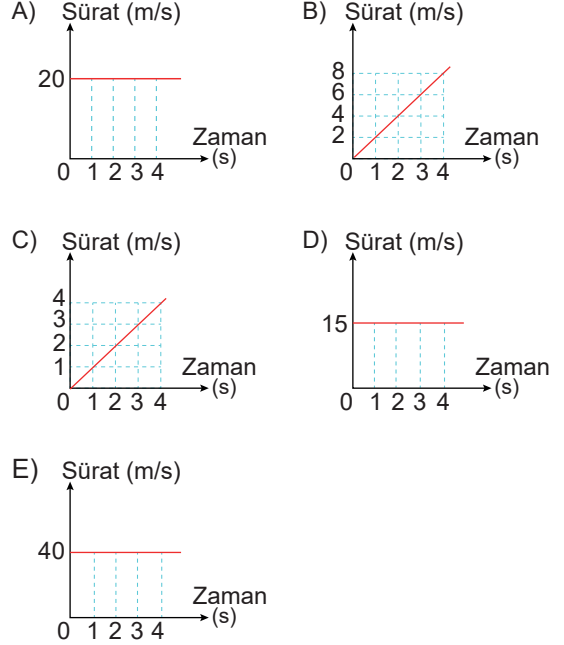 A) Sürat (m/s)
20
Zaman
(s)
0 1 2 3 4
B) Sürat (m/s)
8
6
4
2
Zaman
(s)
0 1 2 3 4
C) Sürat (m/s)
4
3
2
1
Zaman
(s)
0 1 2 3 4
D) Sürat (m/s)
15
Zaman
(s)
0 1 2 3 4
E) Sürat (m/s)
40
Zaman
(s)
0 1 2 3 4